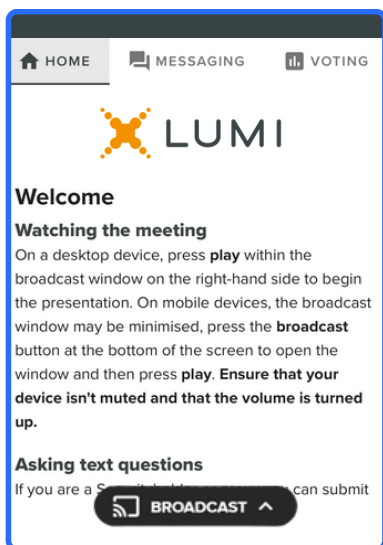 HOME
MESSAGING
VOTING
LUMI
Welcome
Watching the meeting
On a desktop device, press play within the
broadcast window on the right-hand side to begin
the presentation. On mobile devices, the broadcast
window may be minimised, press the broadcast
button at the bottom of the screen to open the
window and then press play. Ensure that your
device isn't muted and that the volume is turned
up.
Asking text questions
If you are a can submit
BROADCAST